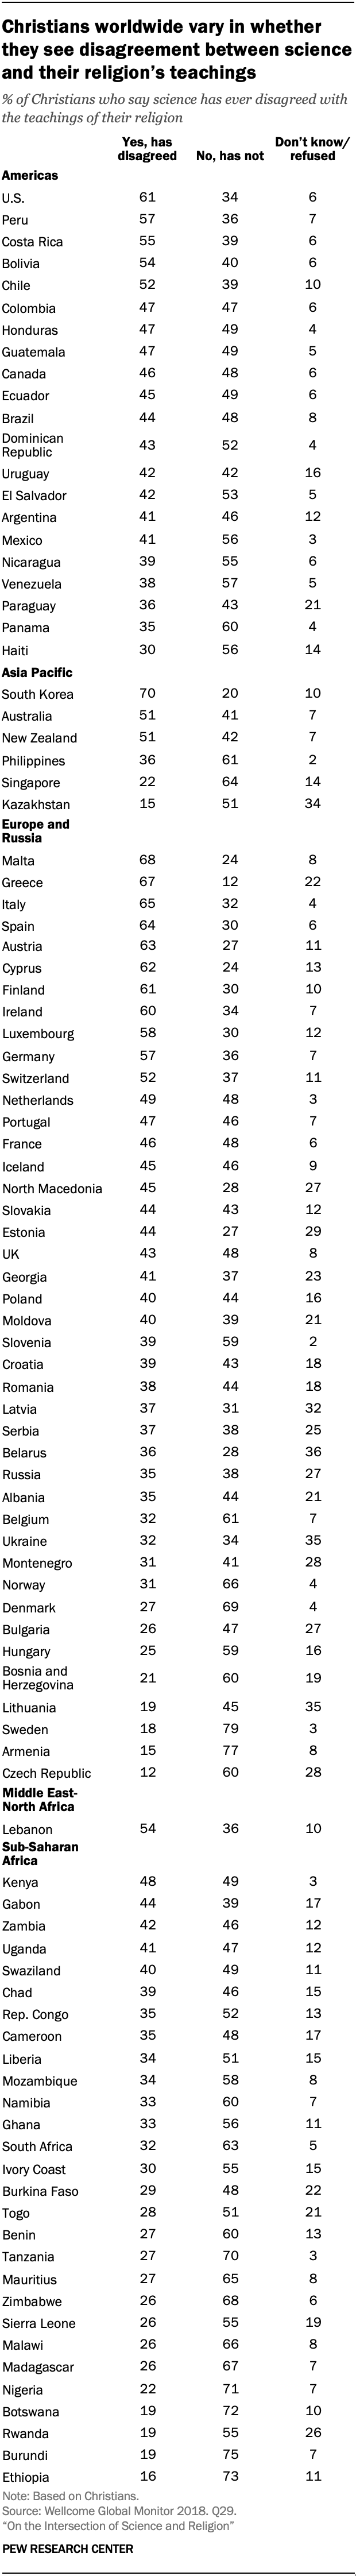 Christians worldwide vary in whether
they see disagreement between science
and their religion's teachings
% of Christians who say science has ever disagreed with
the teachings of their religion
Yes, has disagreed No, has not Don't know/ refused
Americas
U.S. 61 34 6
Peru 57 36 7
Costa Rica 55 39 6
Bolivia 54 40 6
Chile 52 39 10
Colombia 47 47 6
Honduras 47 49 4
Guatemala 47 49 5
Canada 46 48 6
Ecuador 45 49 6
Brazil 44 48 8
Dominican
Republic 43 52 4
Uruguay 42 42 16
El Salvador 42 53 5
Argentina 41 46 12
Mexico 41 56 3
Nicaragua 39 55 6
Venezuela 38 57 5
Paraguay 36 43 21
Panama 35 60 4
Haiti 30 56 14
Asia Pacific
South Korea 70 20 10
Australia 51 41 7
New Zealand 51 42 7
Philippines 36 61 2
Singapore 22 64 14
Kazakhstan 15 51 34
Europe and
Russia
Malta 68 24 8
Greece 67 12 22
Italy 65 32 4
Spain 64 30 6
Austria 63 27 11
Cyprus 62 24 13
Finland 61 30 10
Ireland 60 34 7
Luxembourg 58 30 12
Germany 57 36 7
Switzerland 52 37 11
Netherlands 49 48 3
Portugal 47 46 7
France 46 48 6
Iceland 45 46 9
North Macedonia 45 28 27
Slovakia 44 43 12
Estonia 44 27 29
UK 43 48 8
Georgia 41 37 23
Poland 40 44 16
Moldova 40 39 21
Slovenia 39 59 2
Croatia 39 43 18
Romania 38 44 18
Latvia 37 31 32
Serbia 37 38 25
Belarus 36 28 36
Russia 35 38 27
Albania 35 44 21
Belgium 32 61 7
Ukraine 32 34 35
Montenegro 31 41 28
Norway 31 66 4
Denmark 27 69 4
Bulgaria 26 47 27
Hungary 25 59 16
Bosnia and
Herzegovina 21 60 19
Lithuania 19 45 35
Sweden 18 79 3
Armenia 15 77 8
Czech Republic 12 60 28
Middle East-
North Africa
Lebanon 54 36 10
Sub-Saharan
Africa
Kenya 48 49 3
Gabon 44 39 17
Zambia 42 46 12
Uganda 41 47 12
Swaziland 40 49 11
Chad 39 46 15
Rep. Congo 35 52 13
Cameroon 35 48 17
Liberia 34 51 15
Mozambique 34 58 8
Namibia 33 60 7
Ghana 33 56 11
South Africa 32 63 5
Ivory Coast 30 55 15
Burkina Faso 29 48 22
Togo 28 51 21
Benin 27 60 13
Tanzania 27 70 3
Mauritius 27 65 8
Zimbabwe 26 68 6
Sierra Leone 26 55 19
Malawi 26 66 8
Madagascar 26 67 7
Nigeria 22 71 7
Botswana 19 72 10
Rwanda 19 55 26
Burundi 19 75 7
Ethiopia 16 73 11
Note: Based on Christians.
Source: Wellcome Global Monitor 2018. Q29.
"On the Intersection of Science and Religion"
PEW RESEARCH CENTER